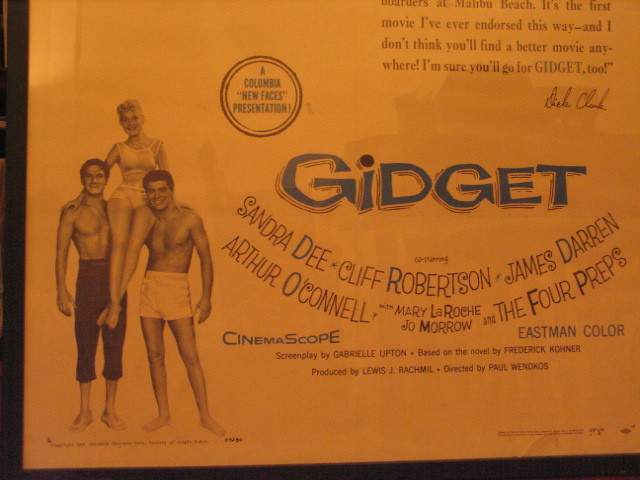 boarders at Malibu Beach. It's the first
movie I've ever endorsed this way—and I
don't think you'll find a better movie any-
where! I'm sure you'll go for GIDGET, too!"
Dick Clark
A
COLUMBIA
"NEW FACES"
PRESENTATION!
GiDGET
SANDRA DEE * CLIFF ROBERTSON * JAMES DARREN
co-starring
ARTHUR O'CONNELL * with MARY LaROCHE
JO MORROW and THE FOUR PREPS
CINEMASCOPE
EASTMAN COLOR
Screenplay by GABRIELLE UPTON • Based on the novel by FREDERICK KOHNER
Produced by LEWIS J. RACHMIL • Directed by PAUL WENDKOS